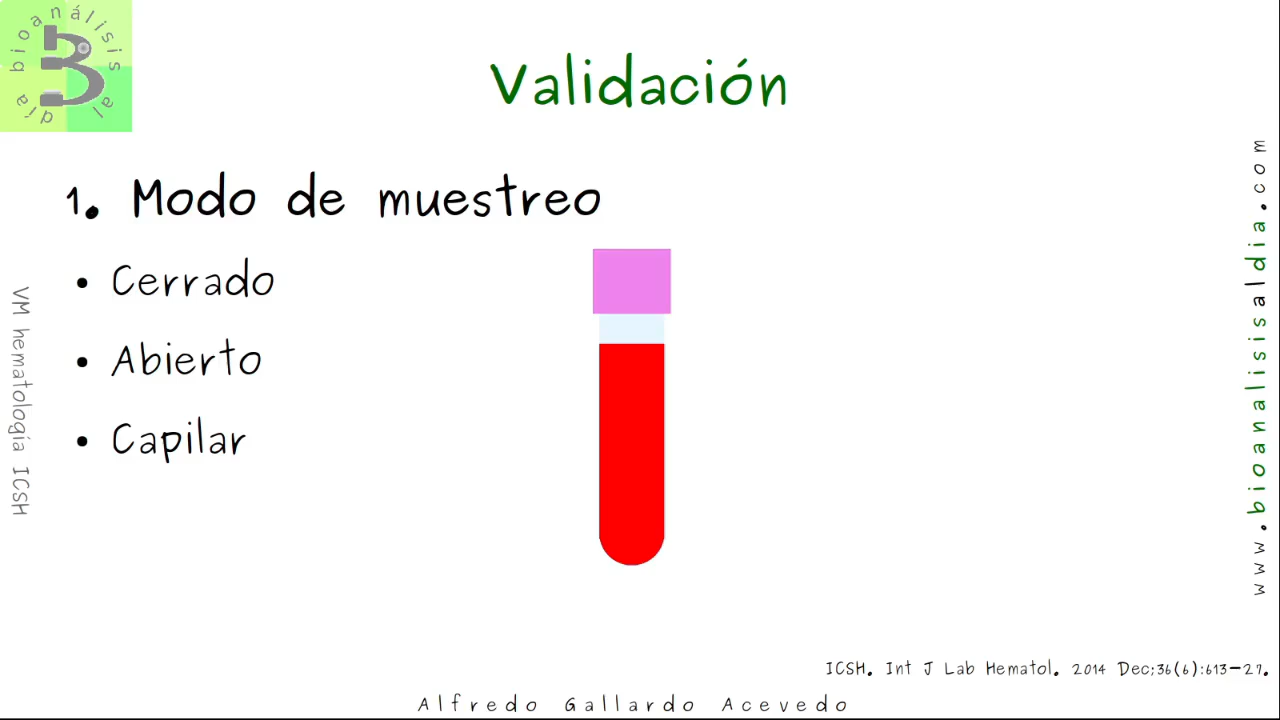 bioanálisis al día
Validación
1. Modo de muestreo
• Cerrado
• Abierto
• Capilar
VM hematología ICSH
www.bioanalisisaldia.com
ICSH. Int J Lab Hematol. 2014 Dec;36(6):613-27.
Alfredo Gallardo Acevedo